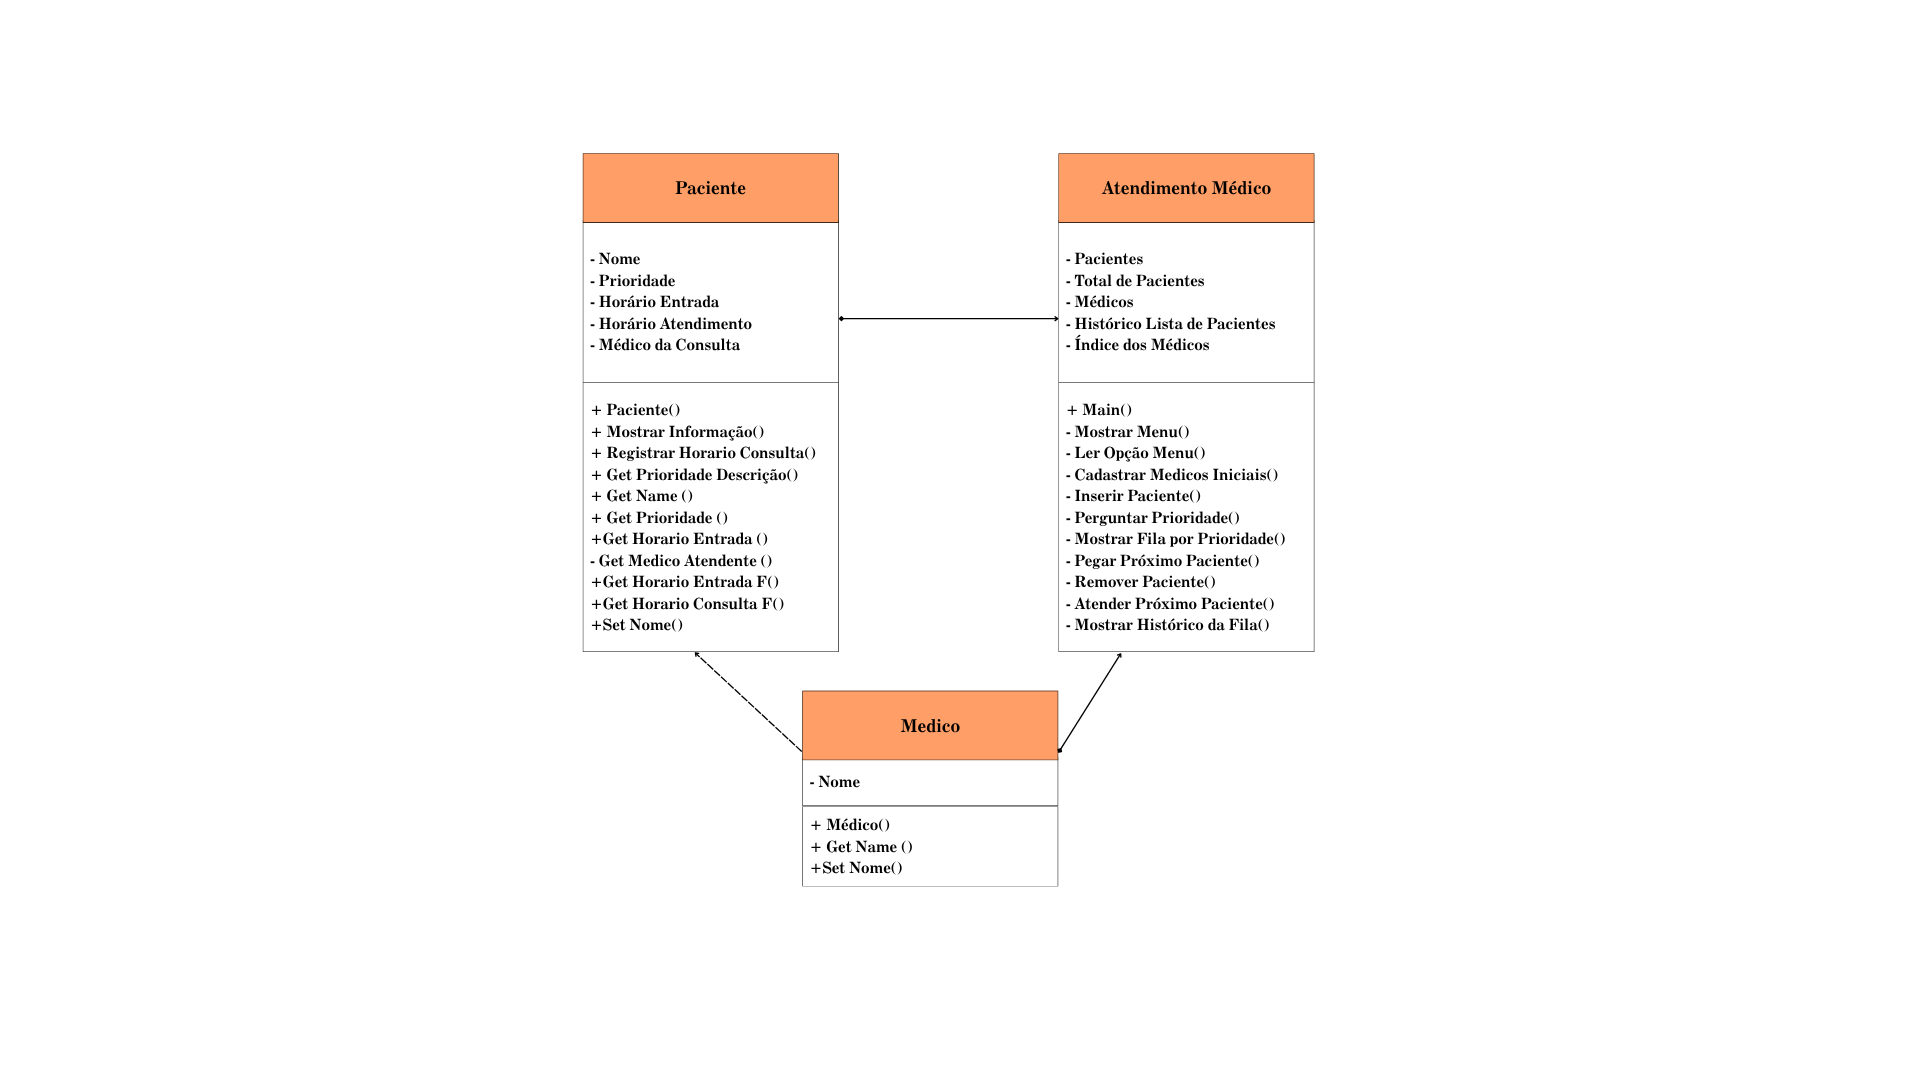 Paciente
- Nome
- Prioridade
- Horário Entrada
- Horário Atendimento
- Médico da Consulta
+ Paciente()
+ Mostrar Informação()
+ Registrar Horario Consulta()
+ Get Prioridade Descrição()
+ Get Name ()
+ Get Prioridade ()
+Get Horario Entrada ()
- Get Medico Atendente ()
+Get Horario Entrada F()
+Get Horario Consulta F()
+Set Nome()
Atendimento Médico
- Pacientes
- Total de Pacientes
- Médicos
- Histórico Lista de Pacientes
- Índice dos Médicos
+ Main()
- Mostrar Menu()
- Ler Opção Menu()
- Cadastrar Medicos Iniciais()
- Inserir Paciente()
- Perguntar Prioridade()
- Mostrar Fila por Prioridade()
- Pegar Próximo Paciente()
- Remover Paciente()
- Atender Próximo Paciente()
- Mostrar Histórico da Fila()
Medico
- Nome
+ Médico()
+ Get Name ()
+Set Nome()